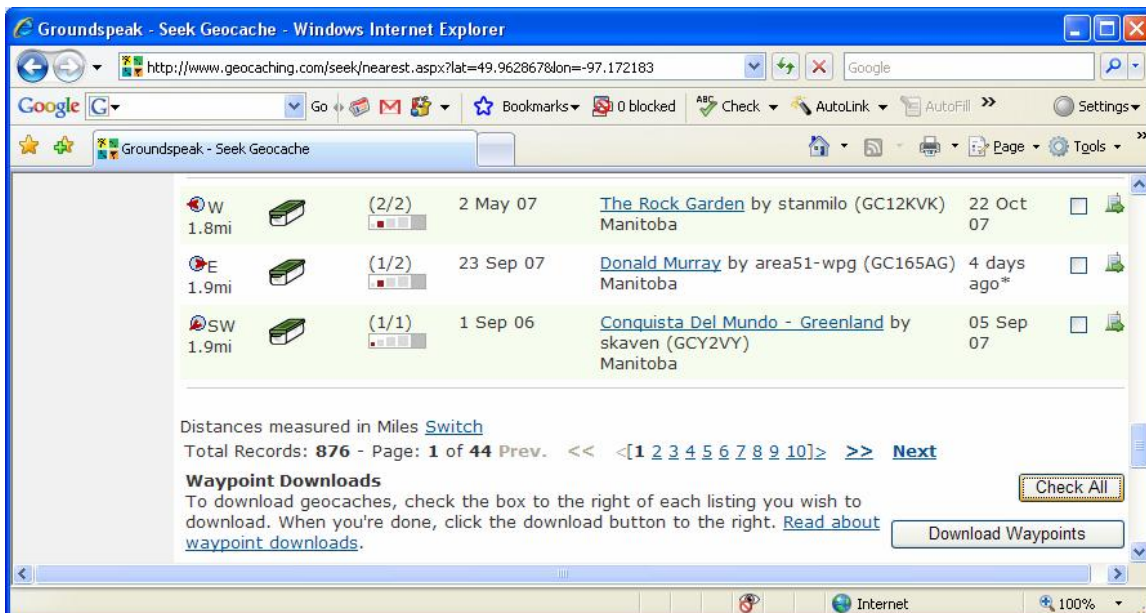 Groundspeak - Seek Geocache - Windows Internet Explorer
http://www.geocaching.com/seek/nearest.aspx?lat=49.962867&lon=-97.172183
Google
Google G Go Bookmarks 0 blocked ABC Check AutoLink AutoFill >> Settings
Groundspeak - Seek Geocache Page Tools >>
W (2/2) 2 May 07 The Rock Garden by stanmilo (GC12KVK) 22 Oct
1.8mi Manitoba 07
E (1/2) 23 Sep 07 Donald Murray by area51-wpg (GC165AG) 4 days
1.9mi Manitoba ago*
SW (1/1) 1 Sep 06 Conquista Del Mundo - Greenland by 05 Sep
1.9mi skaven (GCY2VY) 07
Manitoba
Distances measured in Miles Switch
Total Records: 876 - Page: 1 of 44 Prev. << <[1 2 3 4 5 6 7 8 9 10]> >> Next
Waypoint Downloads
Check All
To download geocaches, check the box to the right of each listing you wish to
download. When you're done, click the download button to the right. Read about
waypoint downloads.
Download Waypoints
Internet 100%